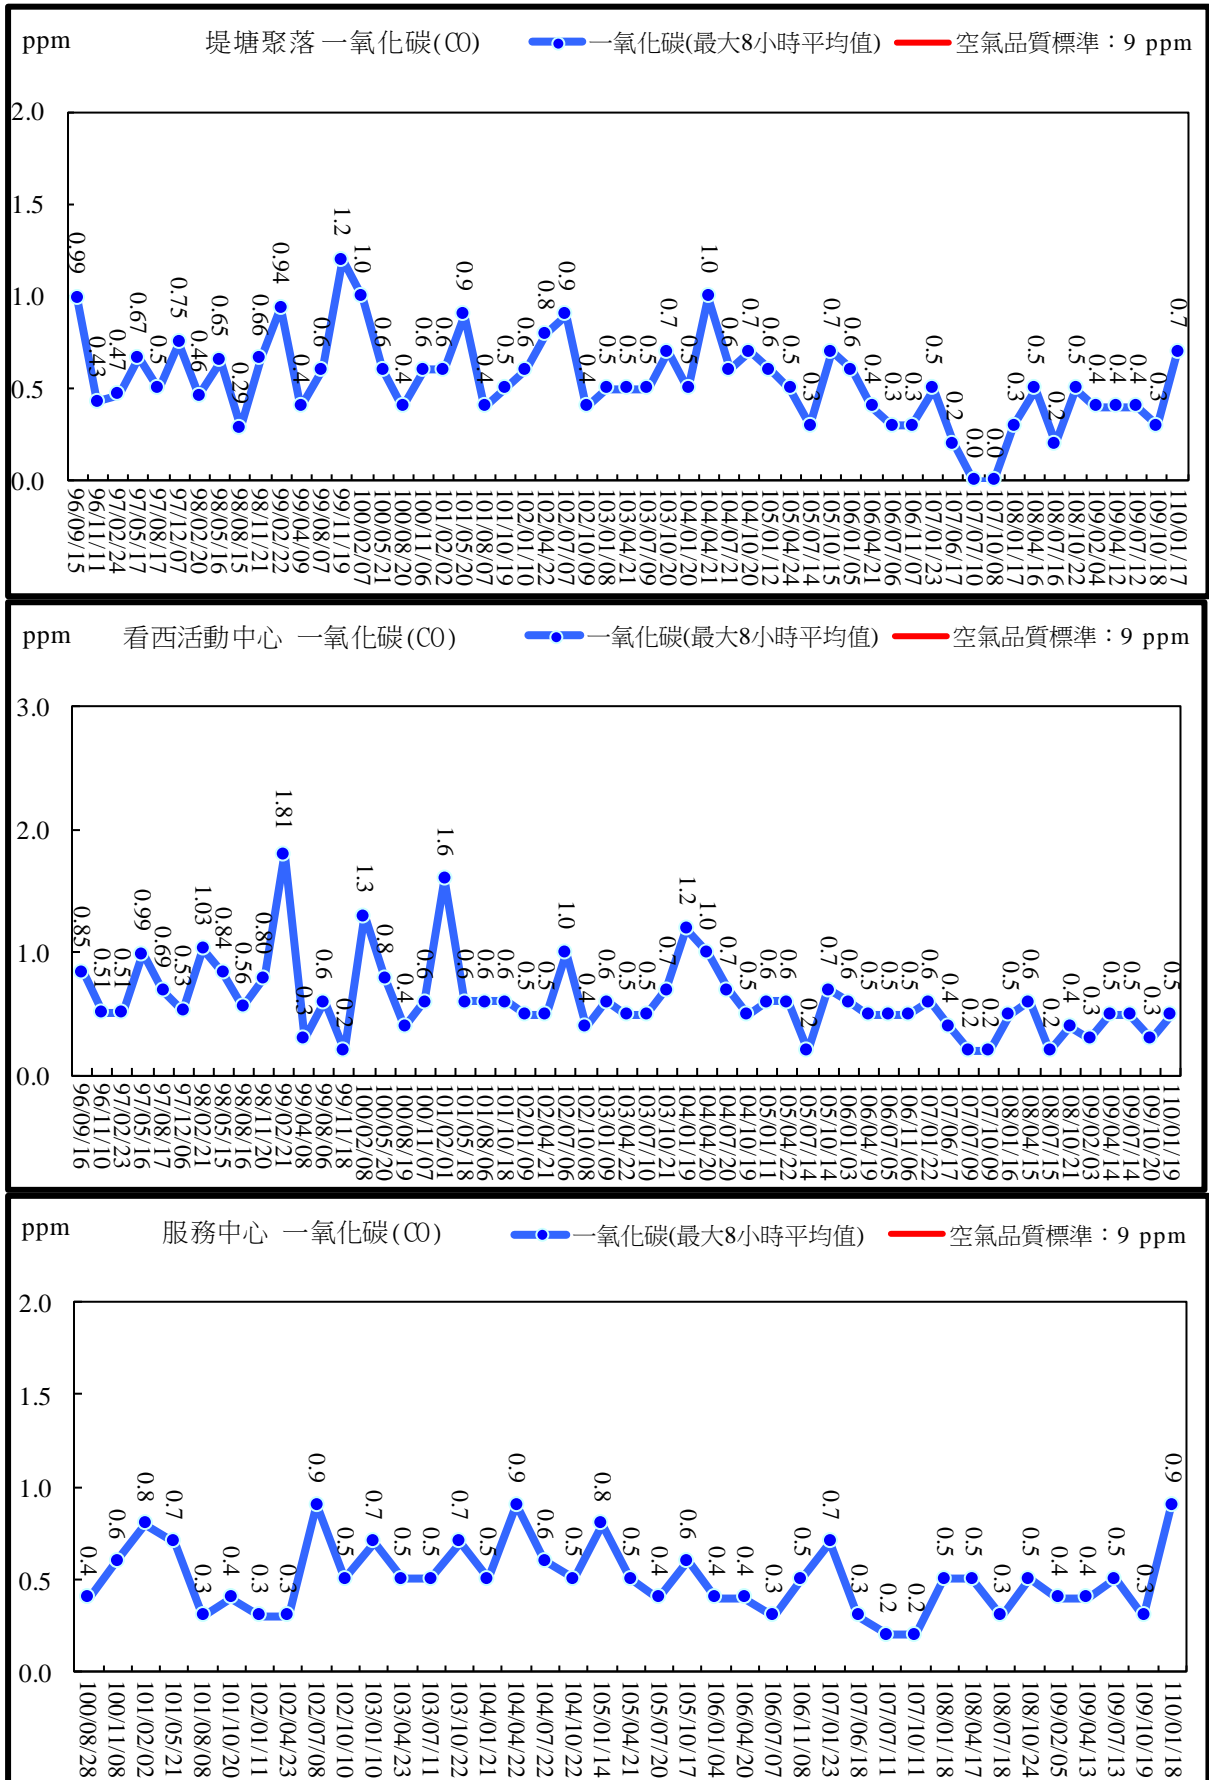 ppm 堤塘聚落 一氧化碳(CO) 一氧化碳(最大8小時平均值) 空氣品質標準：9 ppm
2.0
1.5
1.0
0.5
0.0
0.99 0.43 0.47 0.67 0.5 0.75 0.46 0.65 0.29 0.66 0.94 0.4 0.6 1.2 1.0 0.6 0.4 0.6 0.6 0.9 0.4 0.5 0.6 0.8 0.9 0.4 0.5 0.5 0.5 0.7 0.5 1.0 0.6 0.7 0.6 0.5 0.3 0.7 0.6 0.4 0.3 0.3 0.5 0.2 0.0 0.0 0.3 0.5 0.2 0.5 0.4 0.4 0.4 0.3 0.7
96/09/15 96/11/11 97/02/24 97/05/17 97/08/17 97/12/07 98/02/20 98/05/16 98/08/15 98/11/21 99/02/22 99/04/09 99/08/07 99/11/19 100/02/07 100/05/21 100/08/20 100/11/06 101/02/02 101/05/20 101/08/07 101/10/19 102/01/10 102/04/22 102/07/07 102/10/09 103/01/08 103/04/21 103/07/09 103/10/20 104/01/20 104/04/21 104/07/21 104/10/20 105/01/12 105/04/24 105/07/14 105/10/15 106/01/05 106/04/21 106/07/06 106/11/07 107/01/23 107/06/17 107/07/10 107/10/08 108/01/17 108/04/16 108/07/16 108/10/22 109/02/04 109/04/12 109/07/12 109/10/18 110/01/17
ppm 看西活動中心 一氧化碳(CO) 一氧化碳(最大8小時平均值) 空氣品質標準：9 ppm
3.0
2.0
1.0
0.0
0.85 0.51 0.51 0.99 0.69 0.53 1.03 0.84 0.56 0.80 1.81 0.3 0.6 0.2 1.3 0.8 0.4 0.6 1.6 0.6 0.6 0.6 0.5 0.5 1.0 0.4 0.6 0.5 0.5 0.7 1.2 1.0 0.7 0.5 0.6 0.6 0.2 0.7 0.6 0.5 0.5 0.5 0.6 0.4 0.2 0.2 0.5 0.6 0.2 0.4 0.3 0.5 0.5 0.3 0.5
96/09/16 96/11/10 97/02/23 97/05/16 97/08/17 97/12/06 98/02/21 98/05/15 98/08/16 98/11/20 99/02/21 99/04/08 99/08/06 99/11/18 100/02/08 100/05/20 100/08/19 100/11/07 101/02/01 101/05/18 101/08/06 101/10/18 102/01/09 102/04/21 102/07/06 102/10/08 103/01/09 103/04/22 103/07/10 103/10/21 104/01/19 104/04/20 104/07/20 104/10/19 105/01/11 105/04/22 105/07/14 105/10/14 106/01/03 106/04/19 106/07/05 106/11/06 107/01/22 107/06/17 107/07/09 107/10/09 108/01/16 108/04/15 108/07/15 108/10/21 109/02/03 109/04/14 109/07/14 109/10/20 110/01/19
ppm 服務中心 一氧化碳(CO) 一氧化碳(最大8小時平均值) 空氣品質標準：9 ppm
2.0
1.5
1.0
0.5
0.0
0.4 0.6 0.8 0.7 0.3 0.4 0.3 0.3 0.9 0.5 0.7 0.5 0.5 0.7 0.5 0.9 0.6 0.5 0.8 0.5 0.4 0.6 0.4 0.4 0.3 0.5 0.7 0.3 0.2 0.2 0.5 0.5 0.3 0.5 0.4 0.4 0.5 0.3 0.9
100/08/28 100/11/08 101/02/02 101/05/21 101/08/08 101/10/20 102/01/11 102/04/23 102/07/08 102/10/10 103/01/10 103/04/23 103/07/11 103/10/22 104/01/21 104/04/22 104/07/22 104/10/22 105/01/14 105/04/21 105/07/20 105/10/17 106/01/04 106/04/20 106/07/07 106/11/08 107/01/23 107/06/18 107/07/11 107/10/11 108/01/18 108/04/17 108/07/18 108/10/24 109/02/05 109/04/13 109/07/13 109/10/19 110/01/18